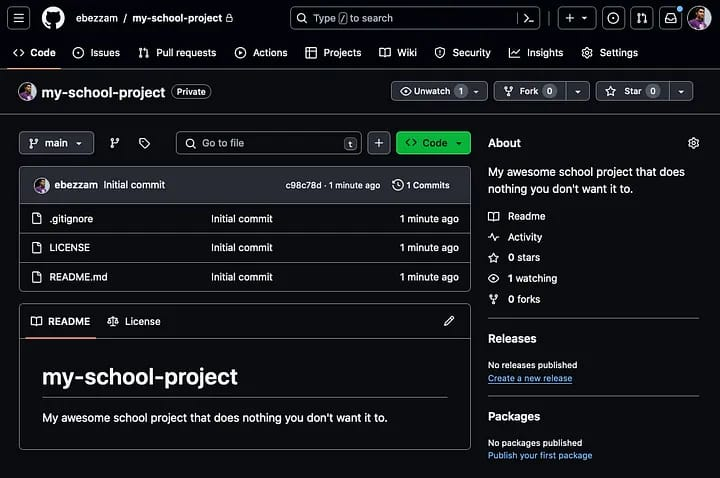 ebezzam / my-school-project
Type / to search
Code
Issues
Pull requests
Actions
Projects
Wiki
Security
Insights
Settings
my-school-project Private
Unwatch 1
Fork 0
Star 0
main
Go to file t
Code
ebezzam Initial commit c98c78d · 1 minute ago 1 Commits
.gitignore Initial commit 1 minute ago
LICENSE Initial commit 1 minute ago
README.md Initial commit 1 minute ago
README License
my-school-project
My awesome school project that does nothing you don't want it to.
About
My awesome school project that does
nothing you don't want it to.
Readme
Activity
0 stars
1 watching
0 forks
Releases
No releases published
Create a new release
Packages
No packages published
Publish your first package